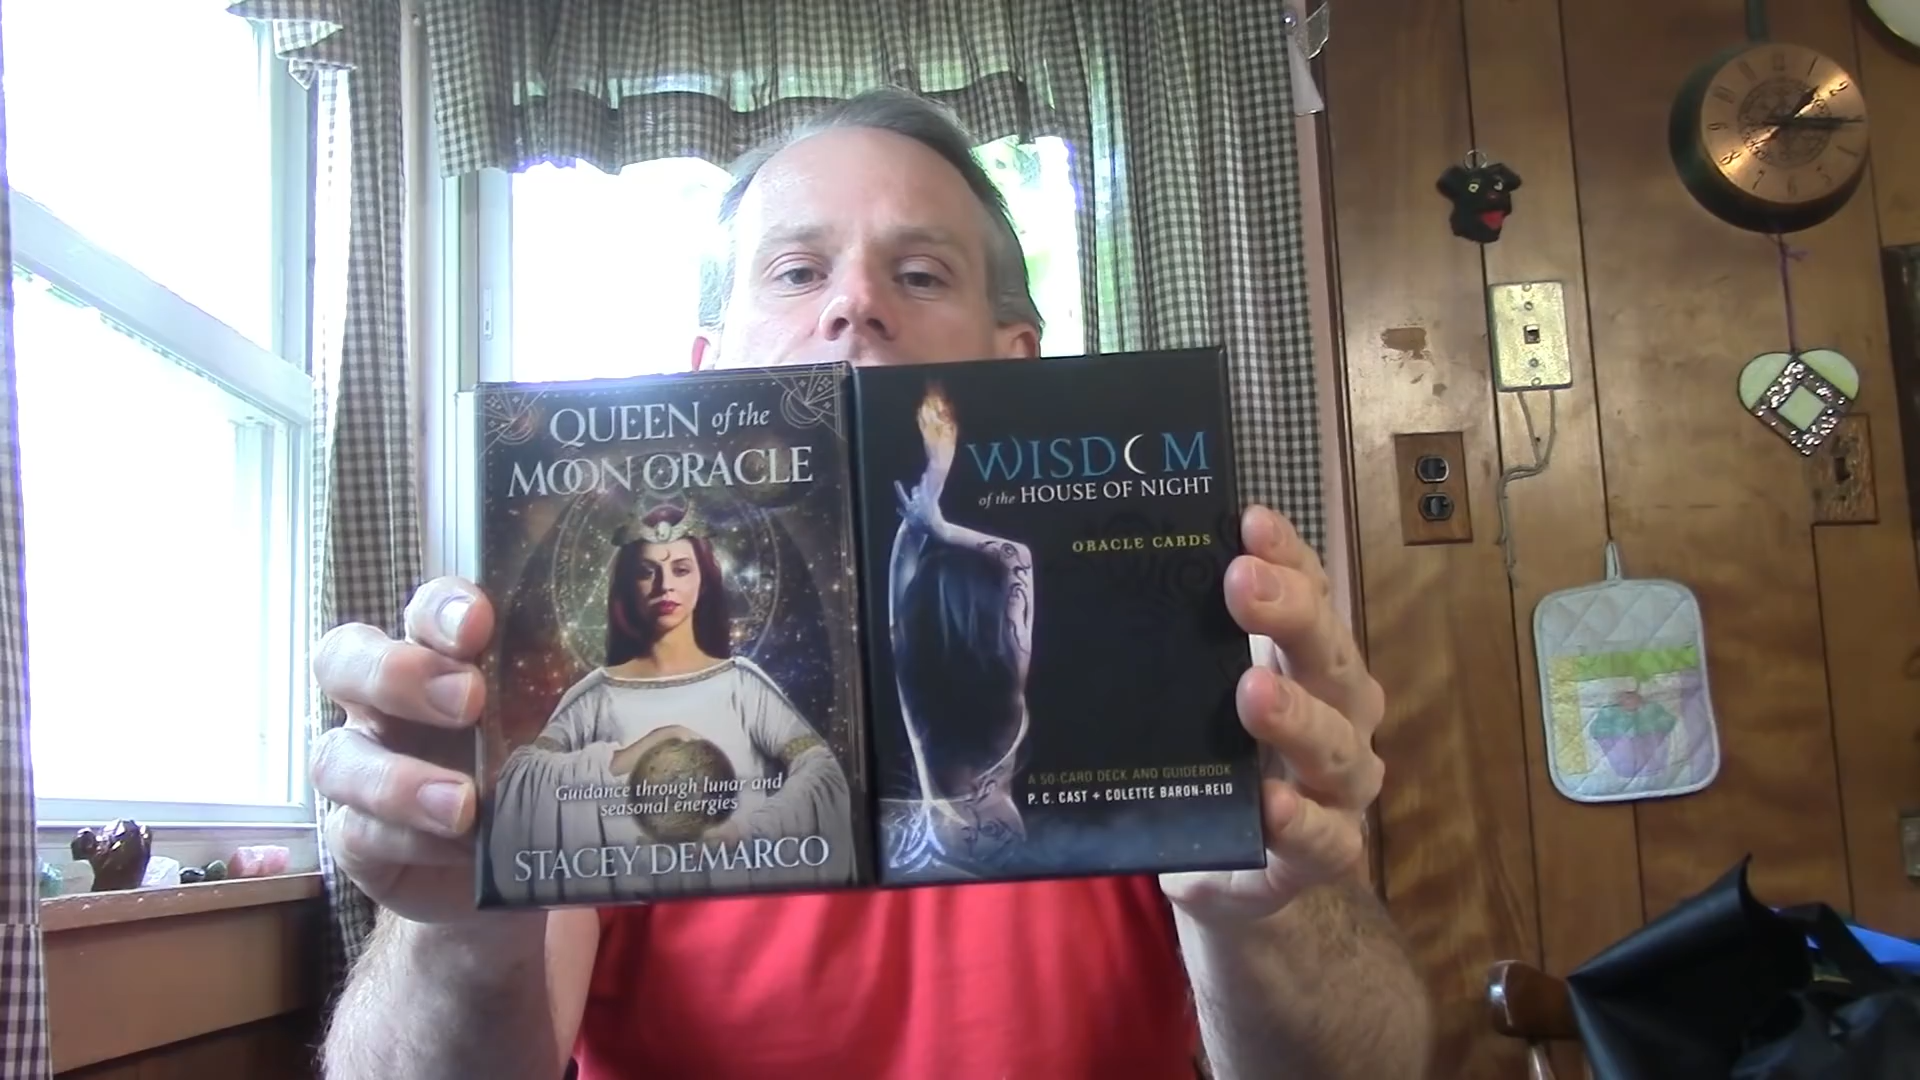 QUEEN of the
MOON ORACLE
Guidance through lunar and
seasonal energies
STACEY DEMARCO
WISDOM
of the HOUSE OF NIGHT
ORACLE CARDS
A 50-CARD DECK AND GUIDEBOOK
P. C. CAST + COLETTE BARON-REID